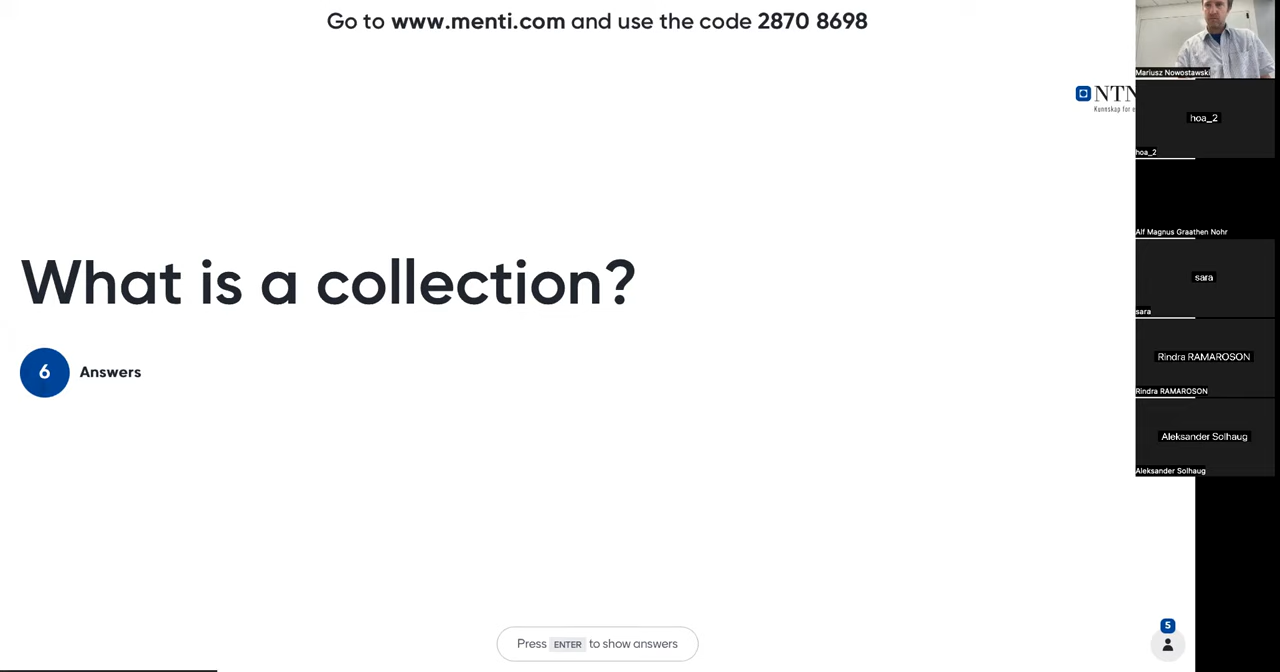 Go to www.menti.com and use the code 2870 8698
Mariusz Nowostawski
NTN
Kunnskap for e
hoa_2
hoa_2
Alf Magnus Graathen Nohr
What is a collection?
sara
sara
6 Answers
Rindra RAMAROSON
Rindra RAMAROSON
Aleksander Solhaug
Aleksander Solhaug
5
Press ENTER to show answers